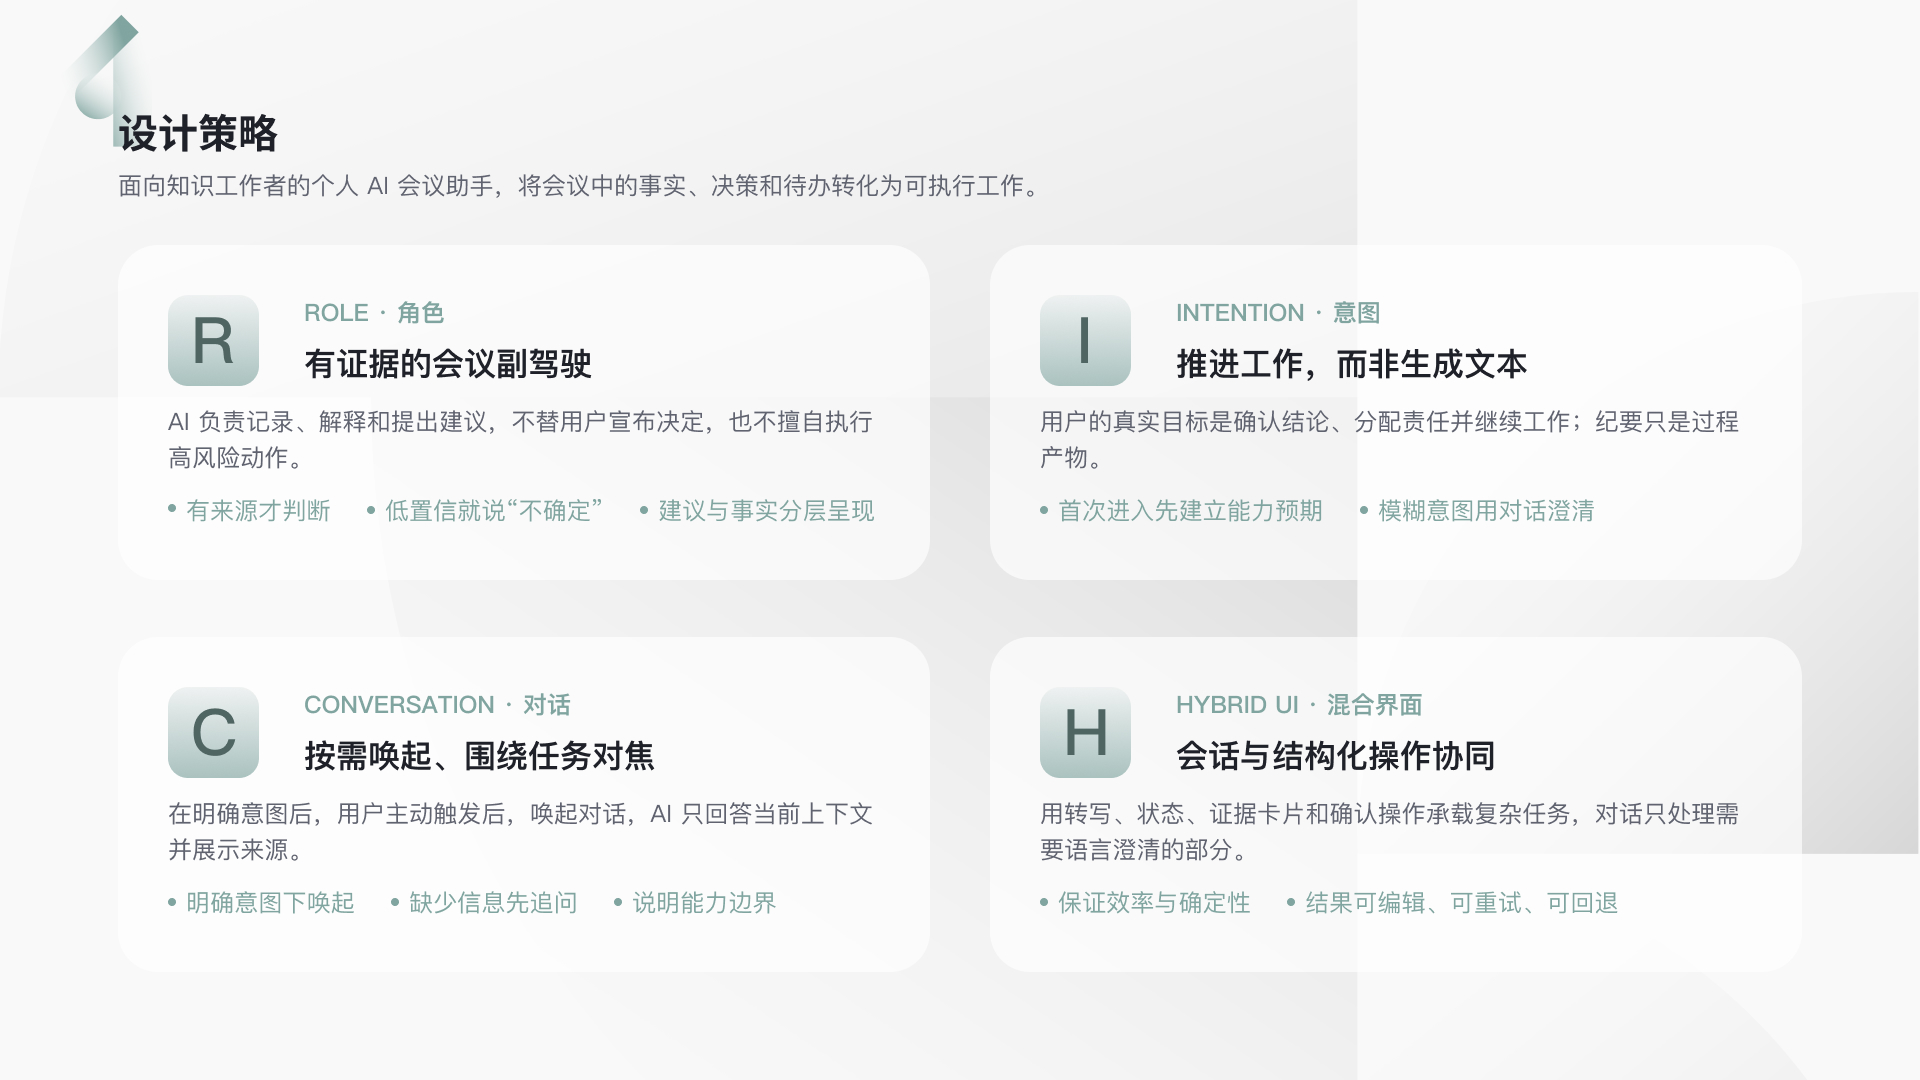 设计策略
面向知识工作者的个人 AI 会议助手，将会议中的事实、决策和待办转化为可执行工作。
R
ROLE · 角色
有证据的会议副驾驶
AI 负责记录、解释和提出建议，不替用户宣布决定，也不擅自执行
高风险动作。
• 有来源才判断 • 低置信就说“不确定” • 建议与事实分层呈现
I
INTENTION · 意图
推进工作，而非生成文本
用户的真实目标是确认结论、分配责任并继续工作；纪要只是过程
产物。
• 首次进入先建立能力预期 • 模糊意图用对话澄清
C
CONVERSATION · 对话
按需唤起、围绕任务对焦
在明确意图后，用户主动触发后，唤起对话，AI 只回答当前上下文
并展示来源。
• 明确意图下唤起 • 缺少信息先追问 • 说明能力边界
H
HYBRID UI · 混合界面
会话与结构化操作协同
用转写、状态、证据卡片和确认操作承载复杂任务，对话只处理需
要语言澄清的部分。
• 保证效率与确定性 • 结果可编辑、可重试、可回退